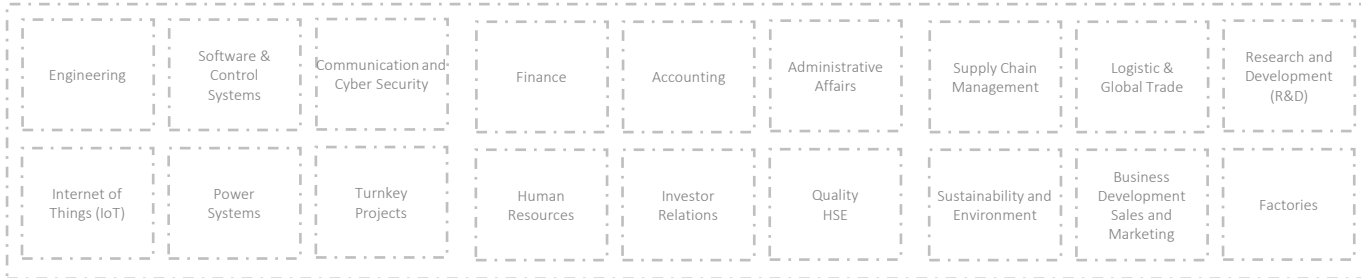 Engineering
Software &
Control
Systems
Communication and
Cyber Security
Finance
Accounting
Administrative
Affairs
Supply Chain
Management
Logistic &
Global Trade
Research and
Development
(R&D)
Internet of
Things (IoT)
Power
Systems
Turnkey
Projects
Human
Resources
Investor
Relations
Quality
HSE
Sustainability and
Environment
Business
Development
Sales and
Marketing
Factories